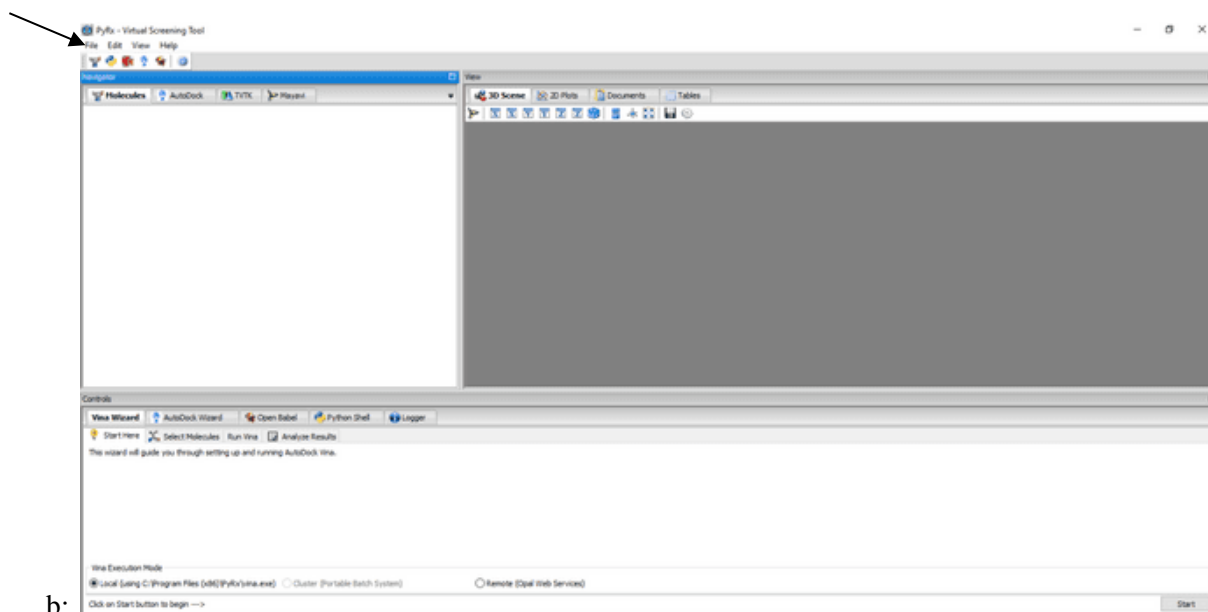 PyRx - Virtual Screening Tool
File Edit View Help
Navigator
View
Molecules AutoDock TVTK Mayavi
3D Scene 2D Plots Documents Tables
Controls
Vina Wizard AutoDock Wizard Open Babel Python Shell Logger
Start Here Select Molecules Run Vina Analyze Results
This wizard will guide you through setting up and running AutoDock Vina.
Vina Execution Mode
Local (using C:\Program Files (x86)\PyRx\vina.exe) Cluster (Portable Batch System) Remote (Opal Web Services)
Click on Start button to begin --->
Start
b: